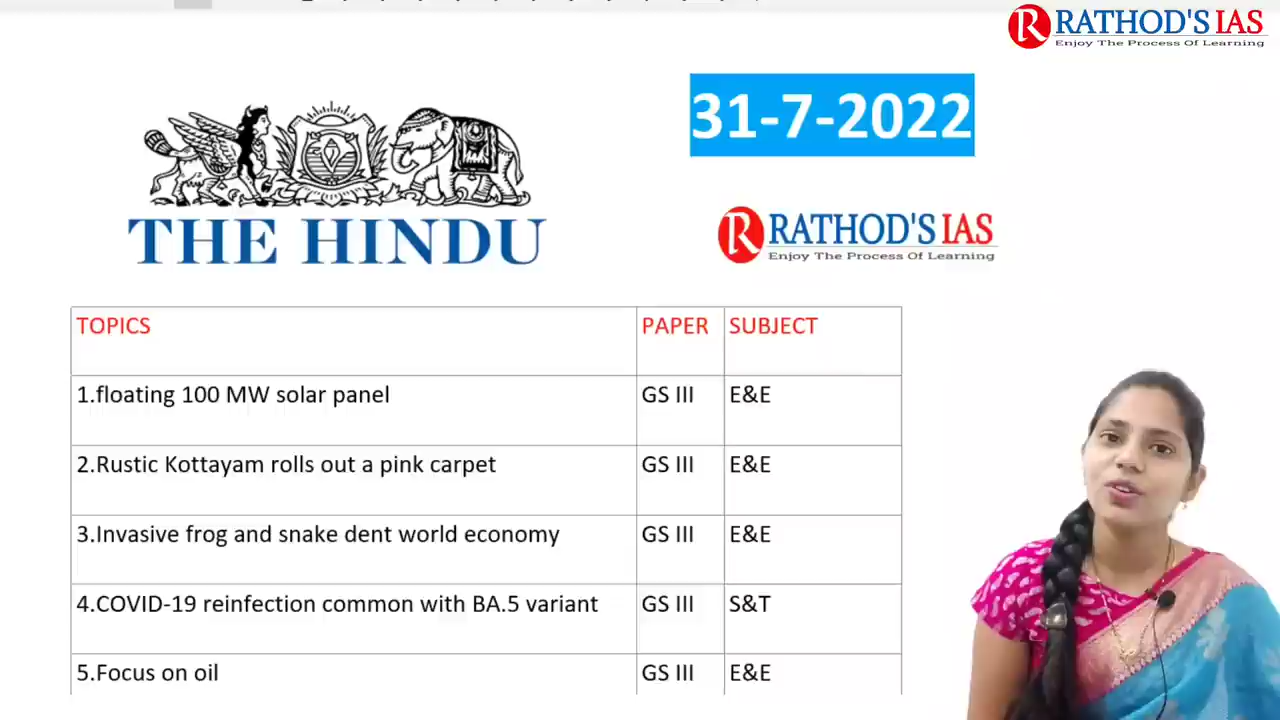 RATHOD'S IAS
Enjoy The Process Of Learning
31-7-2022
THE HINDU
RATHOD'S IAS
Enjoy The Process Of Learning
TOPICS PAPER SUBJECT
1.floating 100 MW solar panel GS III E&E
2.Rustic Kottayam rolls out a pink carpet GS III E&E
3.Invasive frog and snake dent world economy GS III E&E
4.COVID-19 reinfection common with BA.5 variant GS III S&T
5.Focus on oil GS III E&E